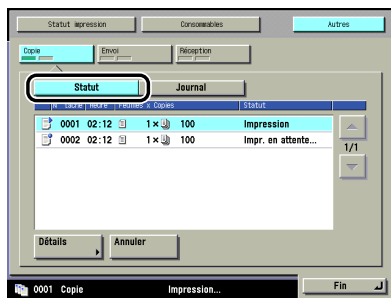 Statut impression Consommables Autres
Copie Envoi Réception
Statut Journal
N° tâche Heure Feuilles x Copies Statut
0001 02:12 1 × 100 Impression
0002 02:12 1 × 100 Impr. en attente...
1/1
Détails Annuler
0001 Copie Impression... Fin